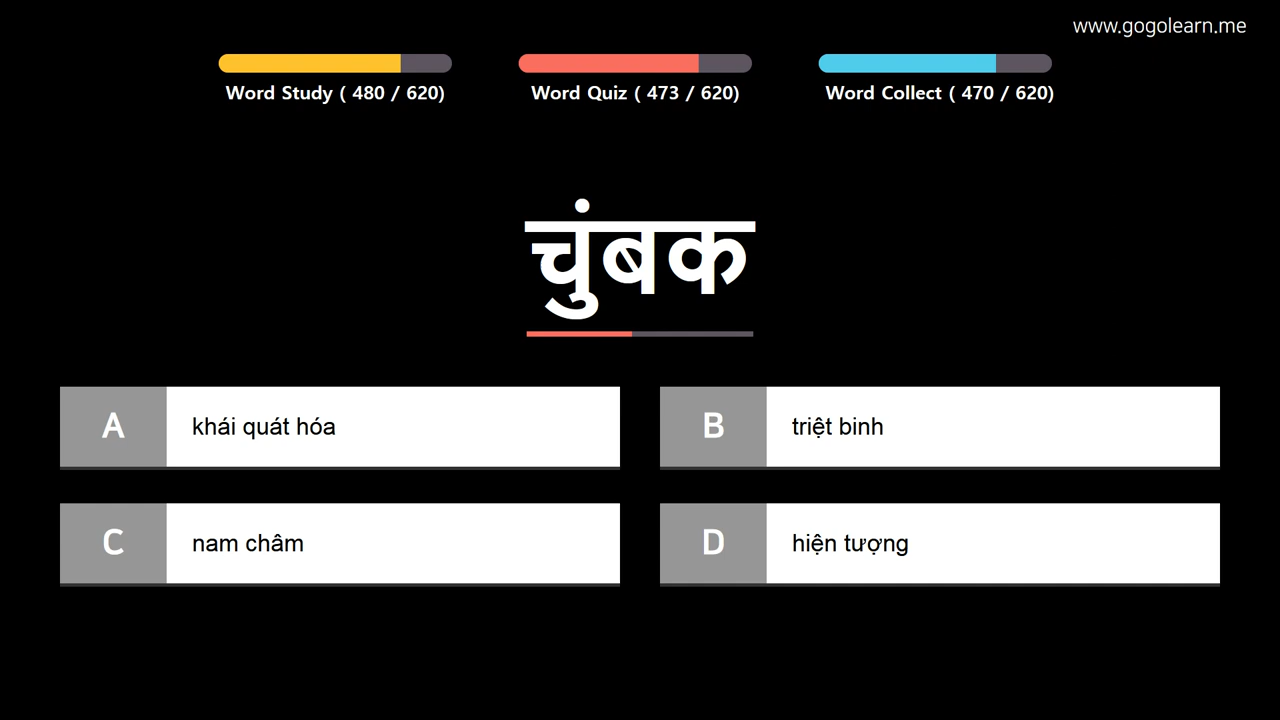 www.gogolearn.me
Word Study ( 480 / 620)
Word Quiz ( 473 / 620)
Word Collect ( 470 / 620)
चुंबक
A
khái quát hóa
B
triệt binh
C
nam châm
D
hiện tượng